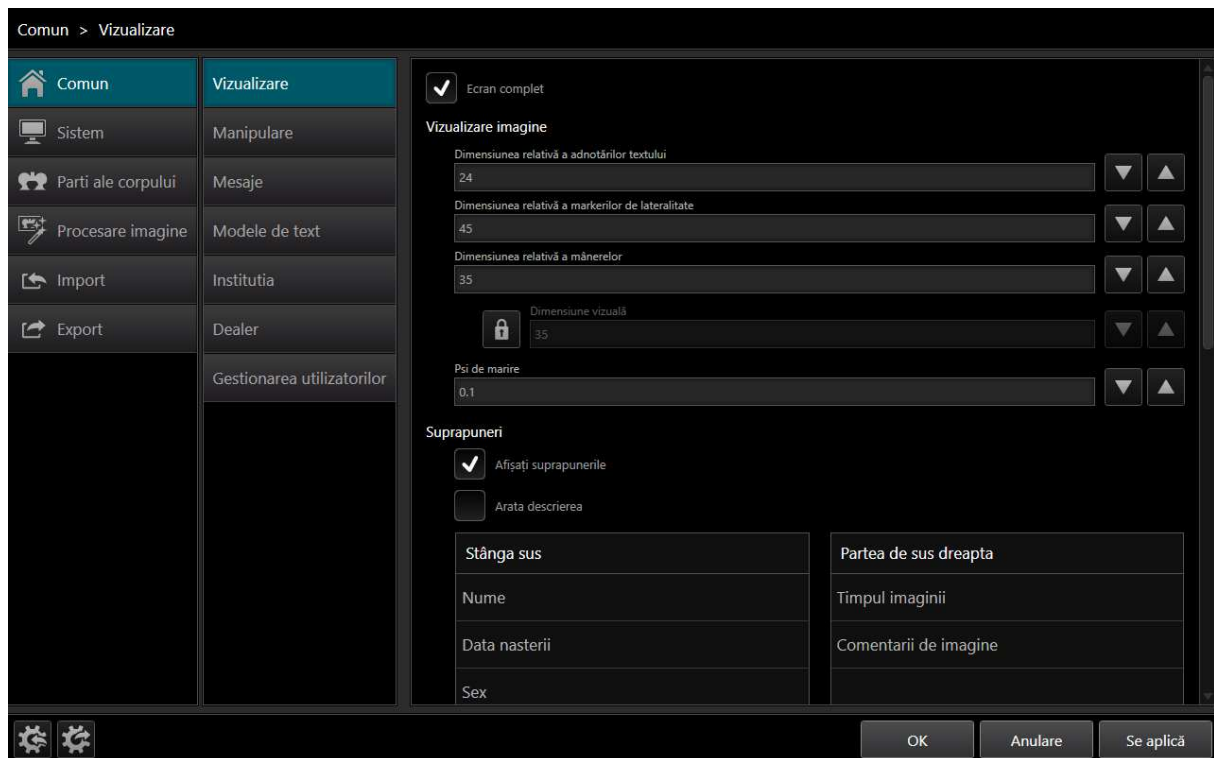 Comun > Vizualizare
Comun
Sistem
Parti ale corpului
Procesare imagine
Import
Export
Vizualizare
Manipulare
Mesaje
Modele de text
Institutia
Dealer
Gestionarea utilizatorilor
Ecran complet
Vizualizare imagine
Dimensiunea relativă a adnotărilor textului
24
Dimensiunea relativă a markerilor de lateralitate
45
Dimensiunea relativă a mânerelor
35
Dimensiune vizuală
35
Psi de marire
0.1
Suprapuneri
Afișați suprapunerile
Arata descrierea
Stânga sus
Nume
Data nasterii
Sex
Partea de sus dreapta
Timpul imaginii
Comentarii de imagine
OK
Anulare
Se aplică